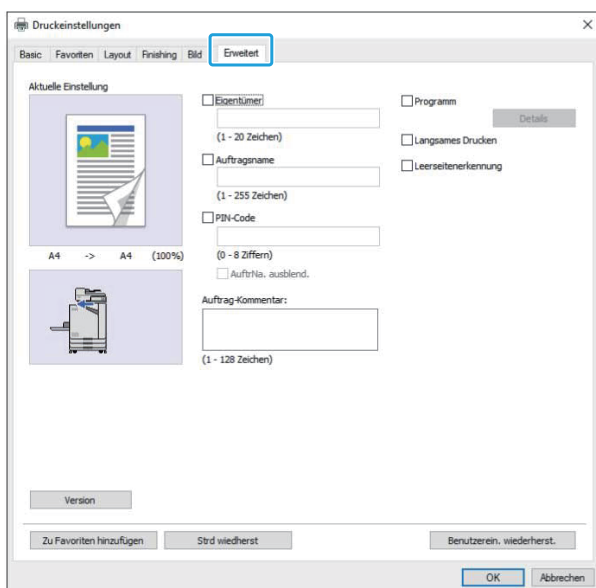 Druckeinstellungen
Basic Favoriten Layout Finishing Bild Erweitert
Aktuelle Einstellung
A4 -> A4 (100%)
Eigentümer
(1 - 20 Zeichen)
Auftragsname
(1 - 255 Zeichen)
PIN-Code
(0 - 8 Ziffern)
AuftrNa. ausblend.
Auftrag-Kommentar:
(1 - 128 Zeichen)
Programm
Details
Langsames Drucken
Leerseitenerkennung
Version
Zu Favoriten hinzufügen Strd wiedherst Benutzerein. wiederherst.
OK Abbrechen